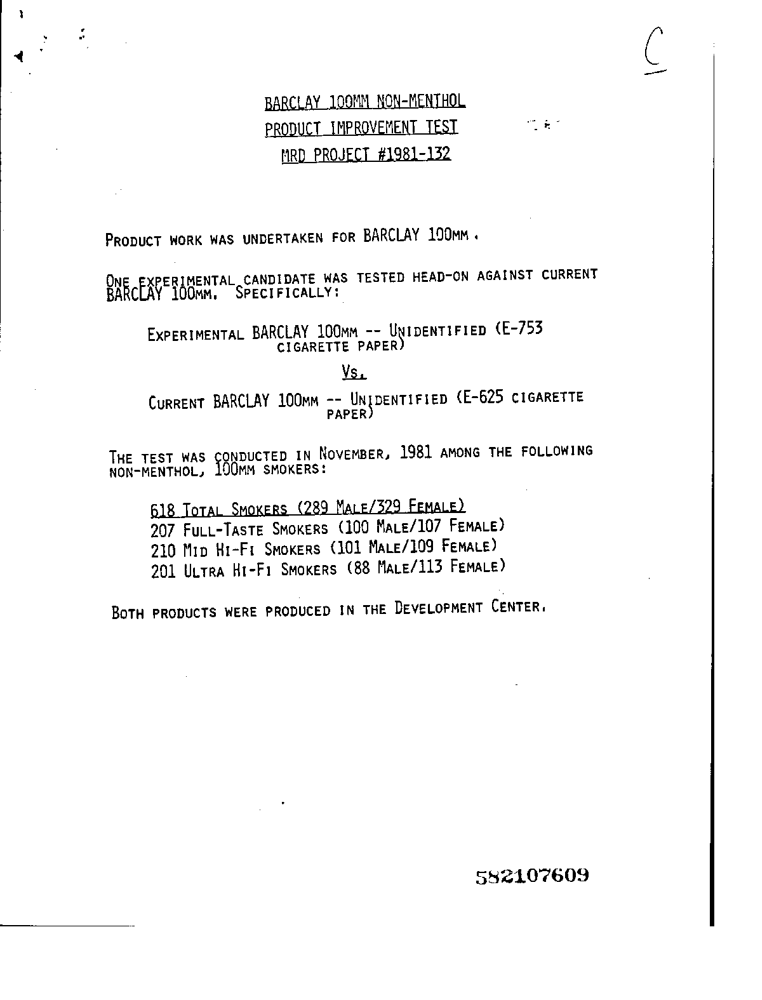 C
BARCLAY 100MM NON-MENTHOL
PRODUCT IMPROVEMENT TEST
MRD PROJECT #1981-132
PRODUCT WORK WAS UNDERTAKEN FOR BARCLAY 100MM.
ONE EXPERIMENTAL CANDIDATE WAS TESTED HEAD-ON AGAINST CURRENT
BARCLAY 100MM. SPECIFICALLY:
EXPERIMENTAL BARCLAY 100MM -- UNIDENTIFIED (E-753
CIGARETTE PAPER)
Vs.
CURRENT BARCLAY 100MM -- UNIDENTIFIED (E-625 CIGARETTE
PAPER)
THE TEST WAS CONDUCTED IN NOVEMBER, 1981 AMONG THE FOLLOWING
NON-MENTHOL, 100MM SMOKERS:
618 TOTAL SMOKERS (289 MALE/329 FEMALE)
207 FULL-TASTE SMOKERS (100 MALE/107 FEMALE)
210 MID HI-FI SMOKERS (101 MALE/109 FEMALE)
201 ULTRA HI-FI SMOKERS (88 MALE/113 FEMALE)
BOTH PRODUCTS WERE PRODUCED IN THE DEVELOPMENT CENTER.
582107609